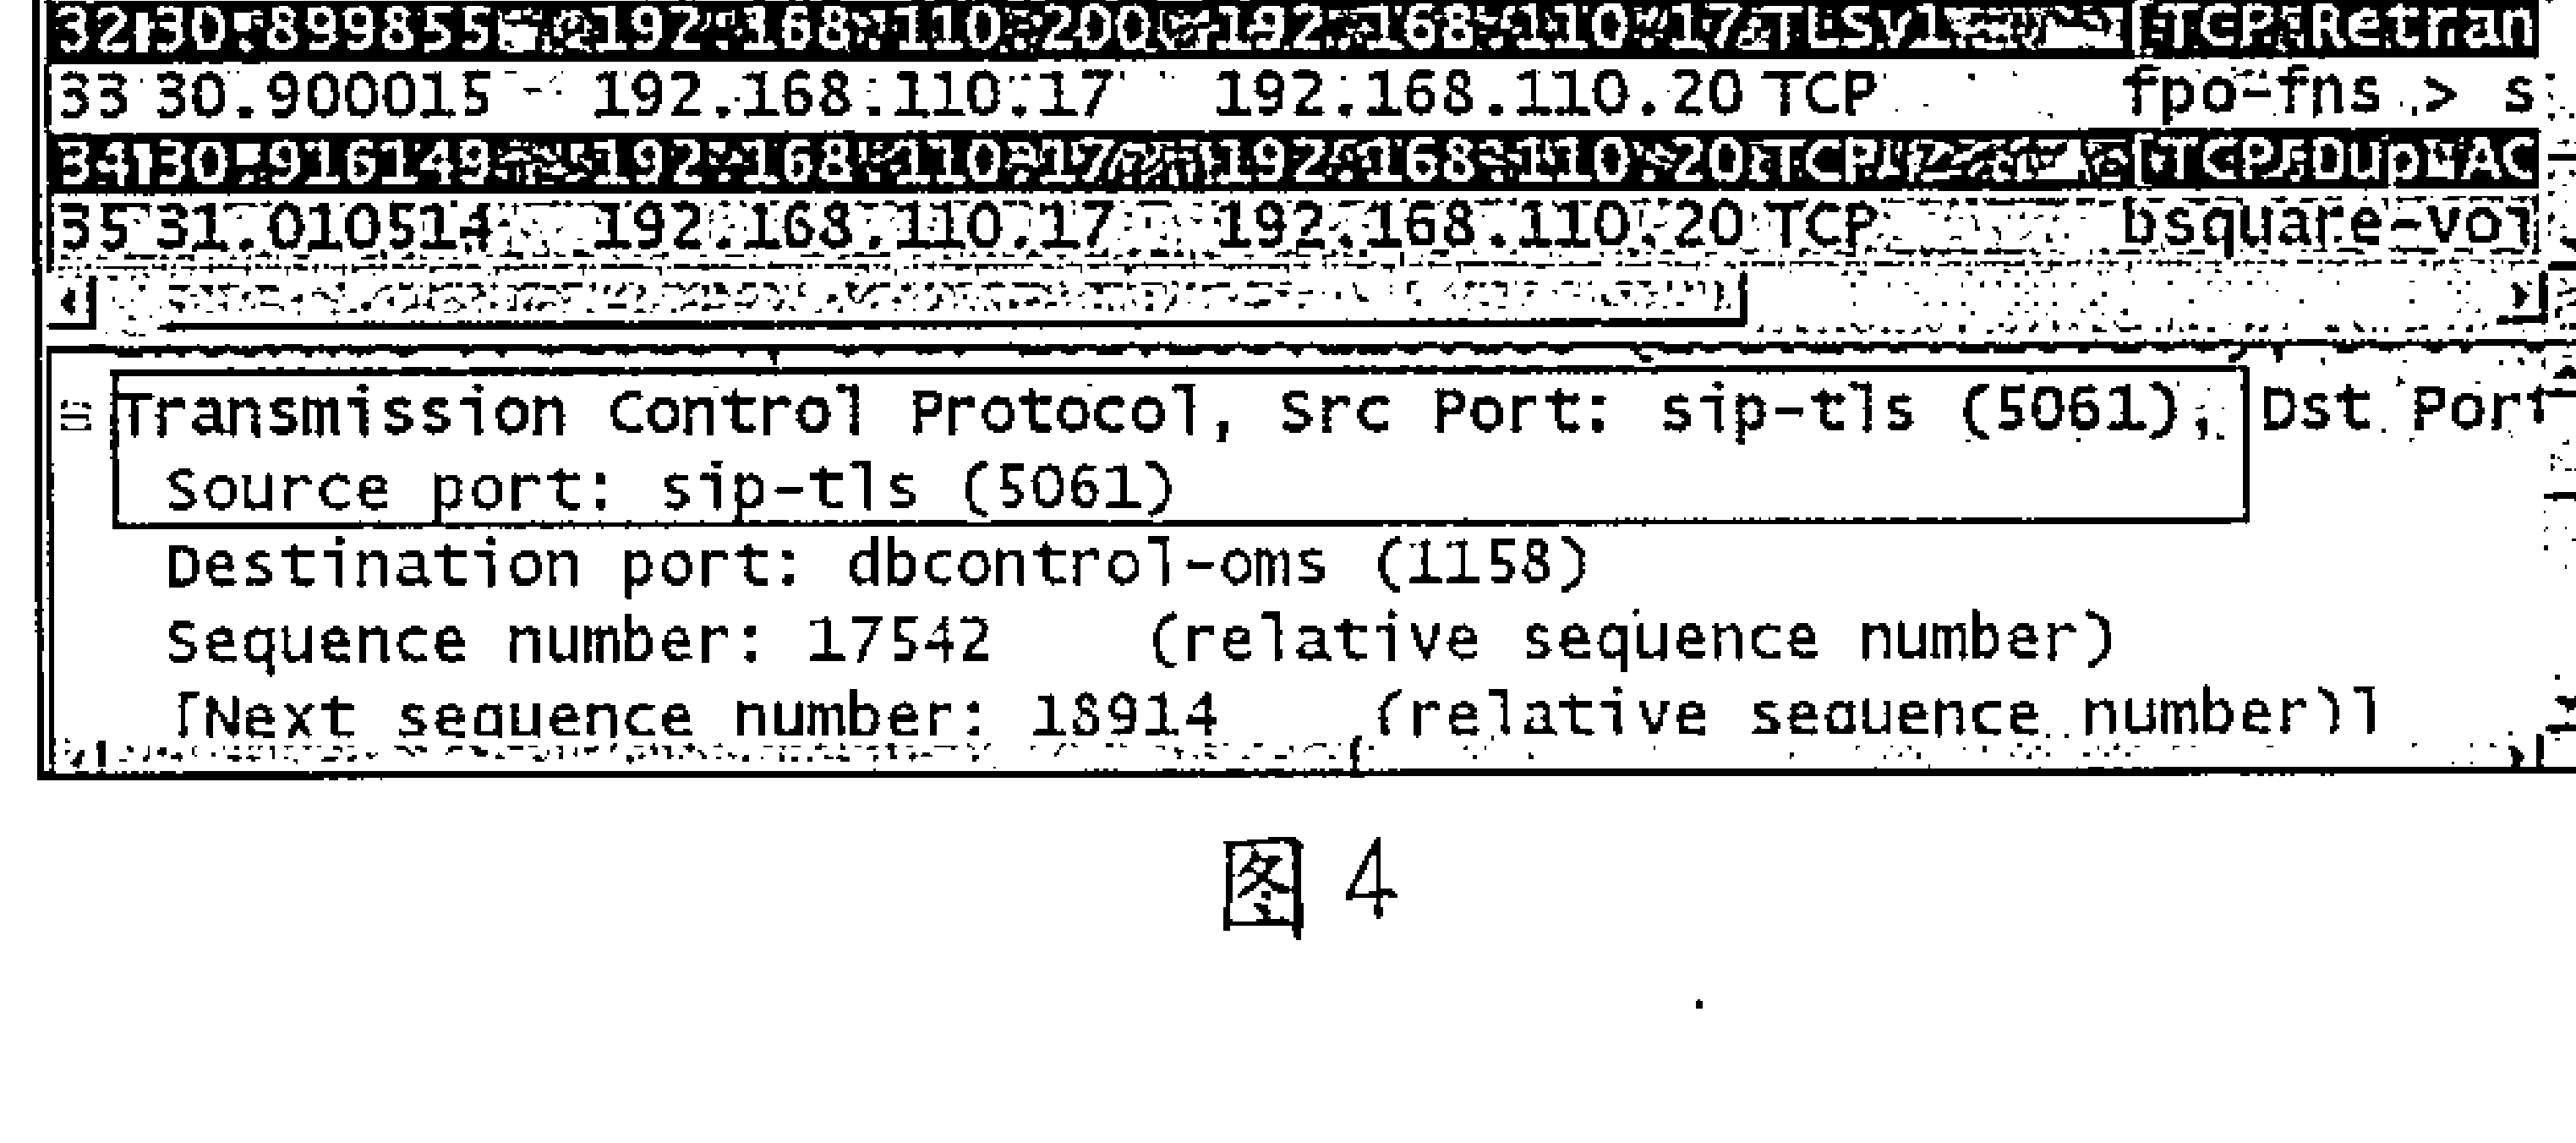 32 30.899855 192.168.110.200 192.168.110.17 TLSv1 [TCP Retran
33 30.900015 192.168.110.17 192.168.110.20 TCP fpo-fns > s
34 30.916149 192.168.110.17 192.168.110.20 TCP [TCP Dup AC
35 31.010514 192.168.110.17 192.168.110.20 TCP bsquare-voi
Transmission Control Protocol, Src Port: sip-tls (5061), Dst Port
Source port: sip-tls (5061)
Destination port: dbcontrol-oms (1158)
Sequence number: 17542 (relative sequence number)
[Next sequence number: 18914 (relative sequence number)]
图 4